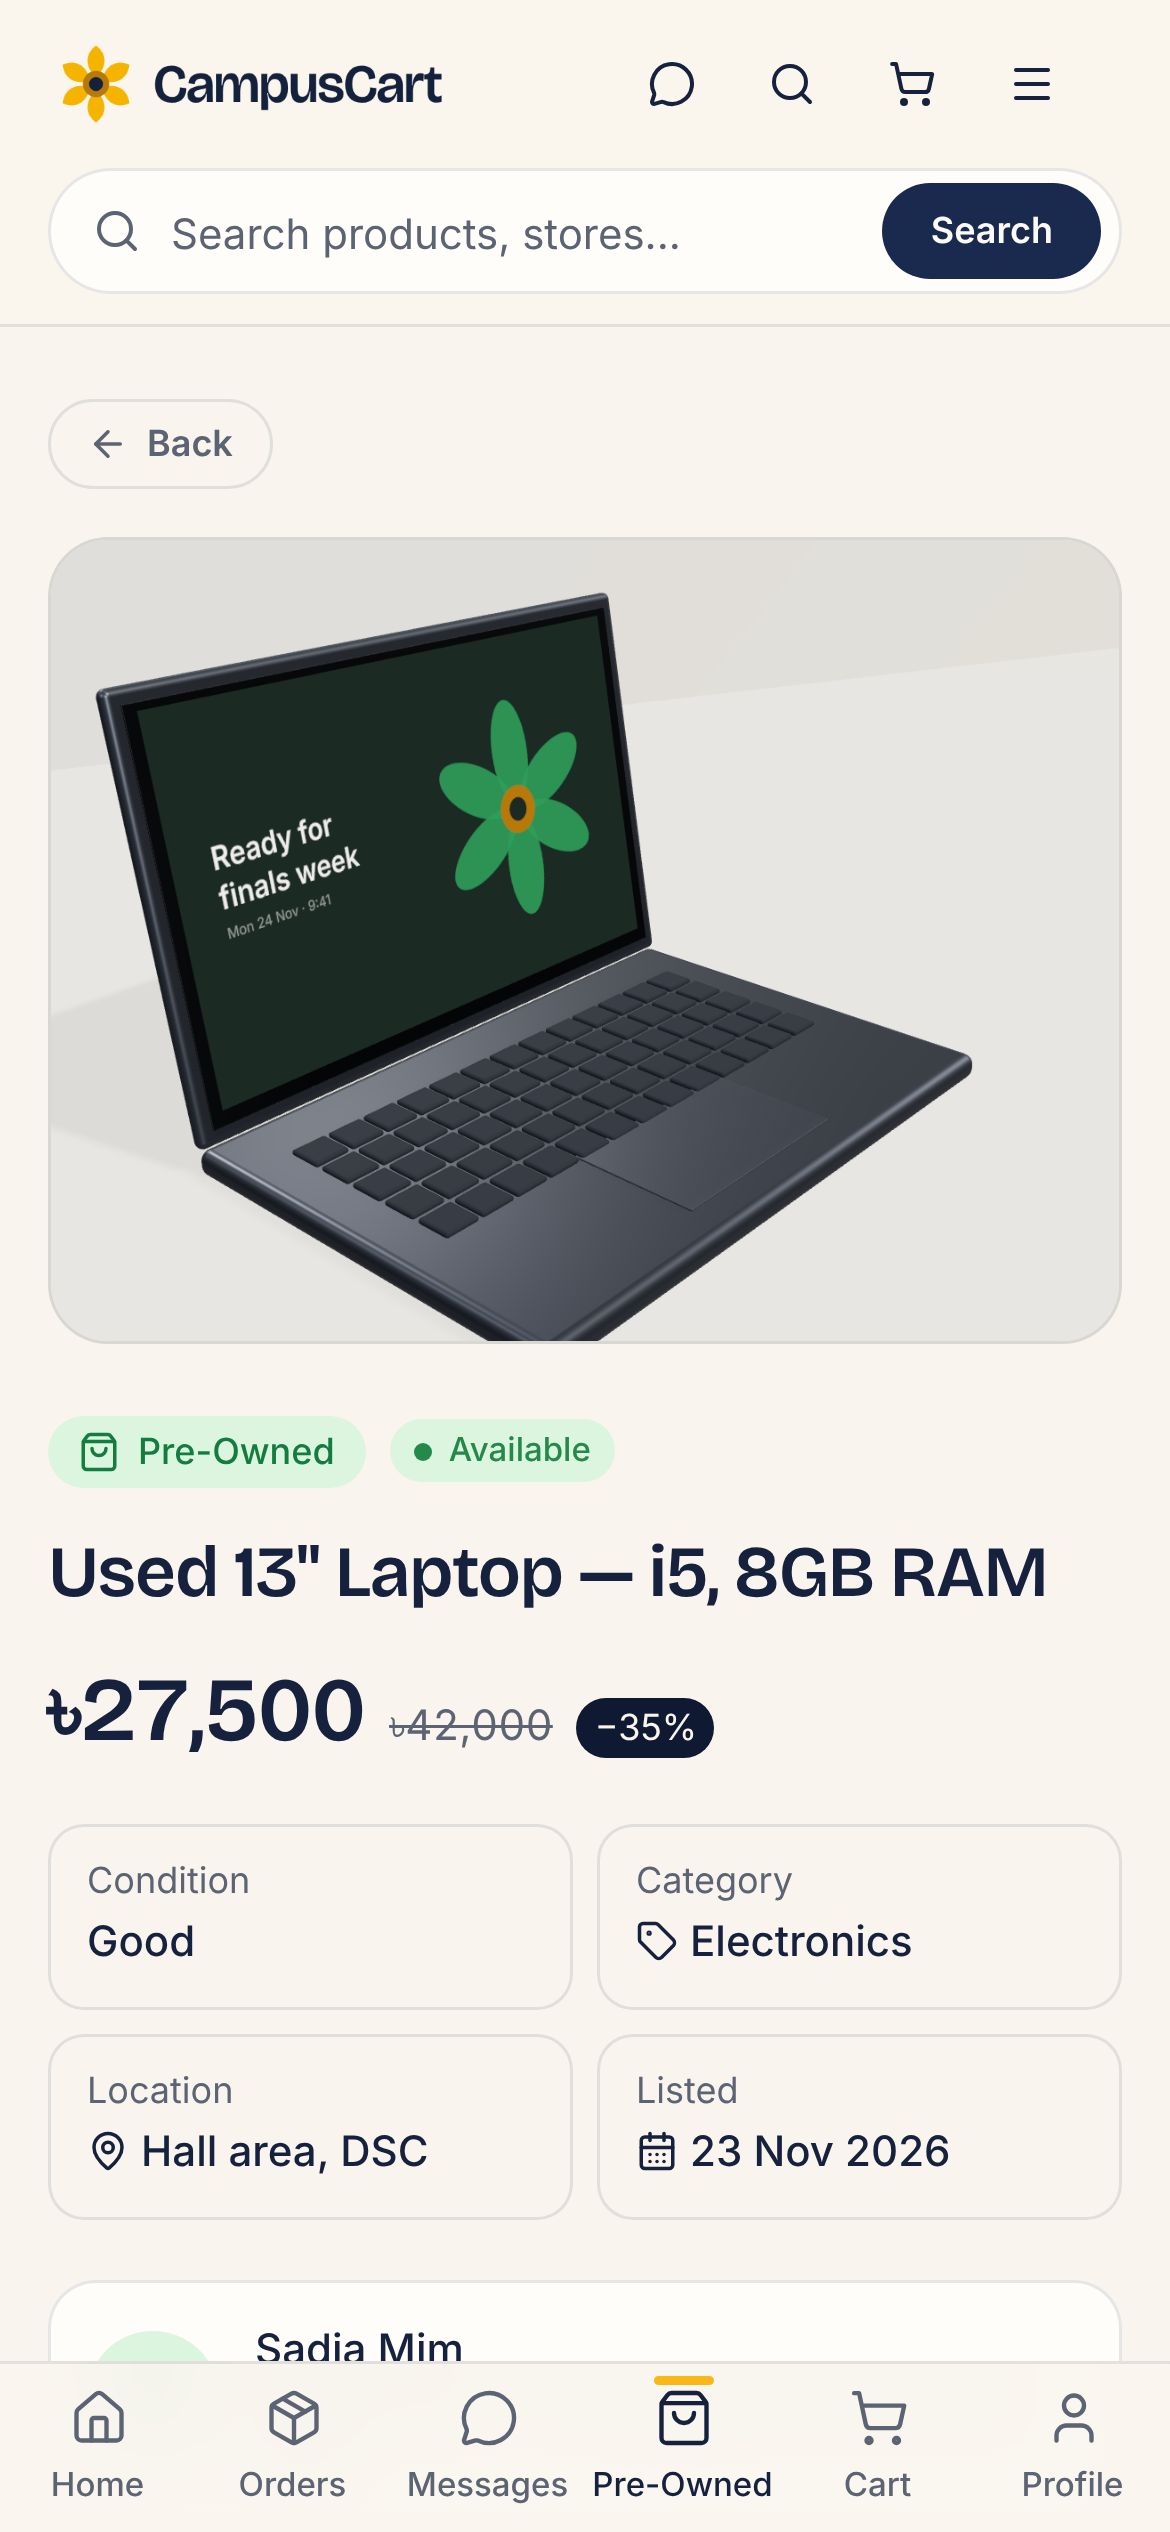 CampusCart
Search products, stores...
Search
Back
Ready for
finals week
Mon 24 Nov · 9:41
Pre-Owned
Available
Used 13" Laptop — i5, 8GB RAM
৳27,500 ৳42,000 −35%
Condition
Good
Category
Electronics
Location
Hall area, DSC
Listed
23 Nov 2026
Sadia Mim
Home
Orders
Messages
Pre-Owned
Cart
Profile